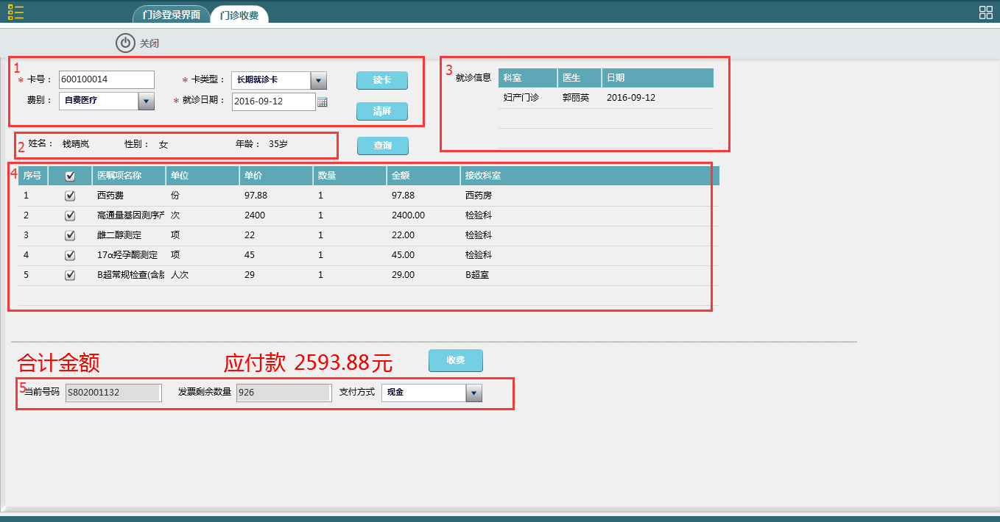 门诊登录界面 门诊收费
关闭
1
* 卡号： 600100014 * 卡类型： 长期就诊卡 读卡
费别： 自费医疗 * 就诊日期： 2016-09-12 清屏
3 就诊信息 科室 医生 日期
妇产门诊 郭丽英 2016-09-12
2 姓名： 钱晴岚 性别： 女 年龄： 35岁 查询
4 序号 医嘱项名称 单位 单价 数量 金额 接收科室
1 西药费 份 97.88 1 97.88 西药房
2 高通量基因测序产 次 2400 1 2400.00 检验科
3 雌二醇测定 项 22 1 22.00 检验科
4 17α羟孕酮测定 项 45 1 45.00 检验科
5 B超常规检查(含胎 人次 29 1 29.00 B超室
合计金额 应付款 2593.88元 收费
5 当前号码 S802001132 发票剩余数量 926 支付方式 现金